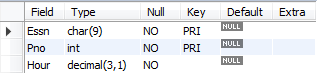 Field Type Null Key Default Extra
Essn char(9) NO PRI NULL
Pno int NO PRI NULL
Hour decimal(3,1) NO NULL